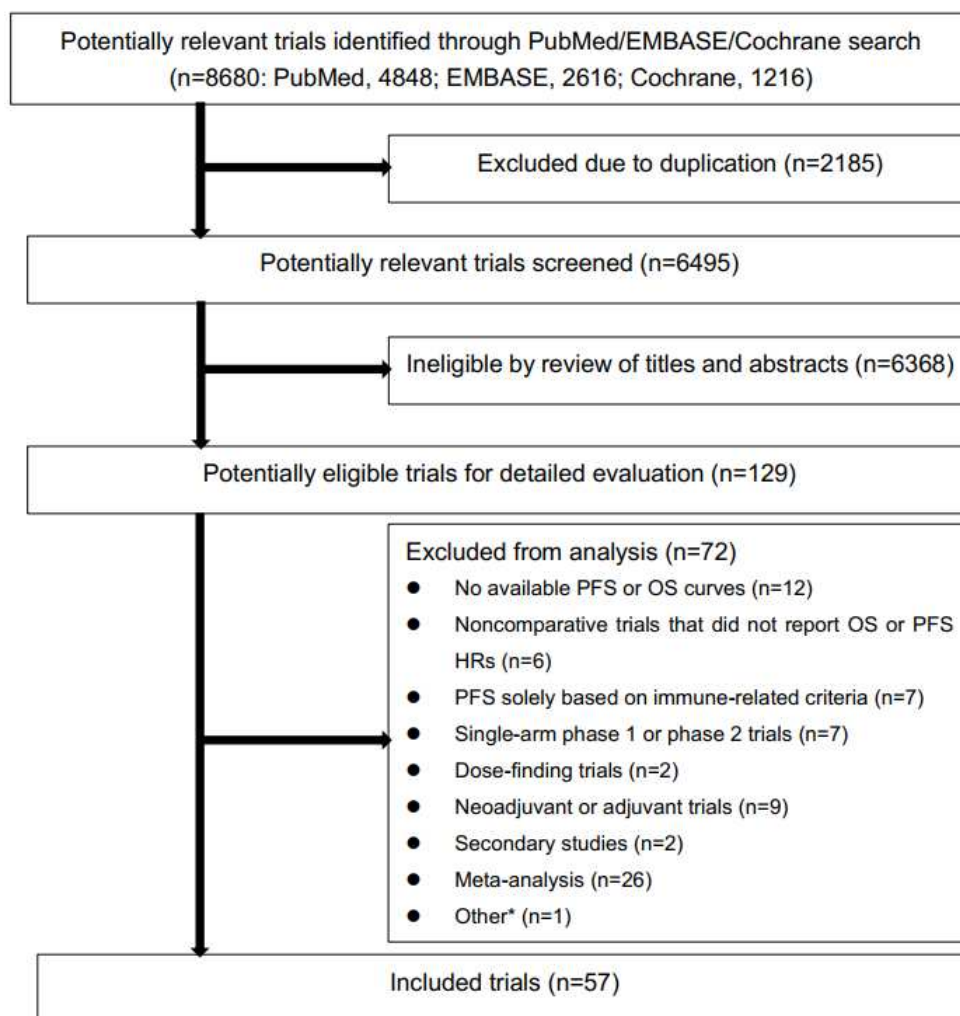 Potentially relevant trials identified through PubMed/EMBASE/Cochrane search
(n=8680: PubMed, 4848; EMBASE, 2616; Cochrane, 1216)
Excluded due to duplication (n=2185)
Potentially relevant trials screened (n=6495)
Ineligible by review of titles and abstracts (n=6368)
Potentially eligible trials for detailed evaluation (n=129)
Excluded from analysis (n=72)
● No available PFS or OS curves (n=12)
● Noncomparative trials that did not report OS or PFS
HRs (n=6)
● PFS solely based on immune-related criteria (n=7)
● Single-arm phase 1 or phase 2 trials (n=7)
● Dose-finding trials (n=2)
● Neoadjuvant or adjuvant trials (n=9)
● Secondary studies (n=2)
● Meta-analysis (n=26)
● Other* (n=1)
Included trials (n=57)